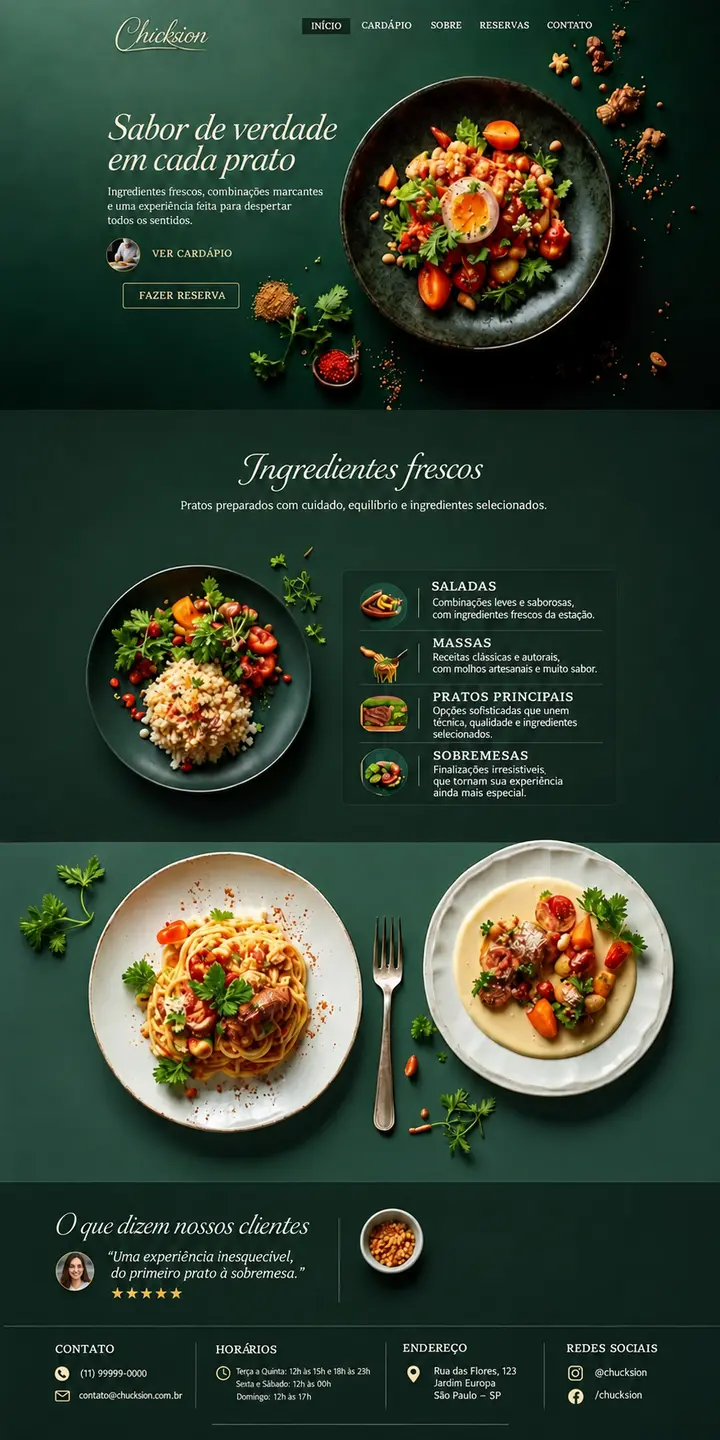 Chicksion
INÍCIO CARDÁPIO SOBRE RESERVAS CONTATO
Sabor de verdade
em cada prato
Ingredientes frescos, combinações marcantes
e uma experiência feita para despertar
todos os sentidos.
VER CARDÁPIO
FAZER RESERVA
Ingredientes frescos
Pratos preparados com cuidado, equilíbrio e ingredientes selecionados.
SALADAS
Combinações leves e saborosas,
com ingredientes frescos da estação.
MASSAS
Receitas clássicas e autorais,
com molhos artesanais e muito sabor.
PRATOS PRINCIPAIS
Opções sofisticadas que unem
técnica, qualidade e ingredientes
selecionados.
SOBREMESAS
Finalizações irresistíveis,
que tornam sua experiência
ainda mais especial.
O que dizem nossos clientes
“Uma experiência inesquecível,
do primeiro prato à sobremesa.”
CONTATO
(11) 99999-0000
contato@chucksion.com.br
HORÁRIOS
Terça a Quinta: 12h às 15h e 18h às 23h
Sexta e Sábado: 12h às 00h
Domingo: 12h às 17h
ENDEREÇO
Rua das Flores, 123
Jardim Europa
São Paulo – SP
REDES SOCIAIS
@chucksion
/chucksion